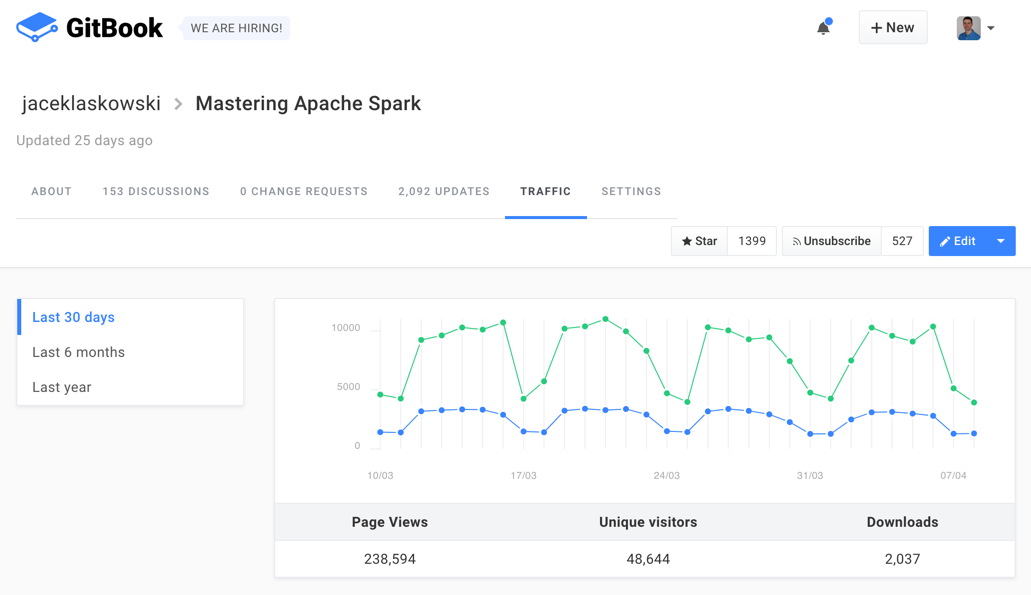 GitBook WE ARE HIRING! + New
jaceklaskowski > Mastering Apache Spark
Updated 25 days ago
ABOUT 153 DISCUSSIONS 0 CHANGE REQUESTS 2,092 UPDATES TRAFFIC SETTINGS
Star 1399 Unsubscribe 527 Edit
Last 30 days
Last 6 months
Last year
10000
5000
0
10/03 17/03 24/03 31/03 07/04
Page Views Unique visitors Downloads
238,594 48,644 2,037